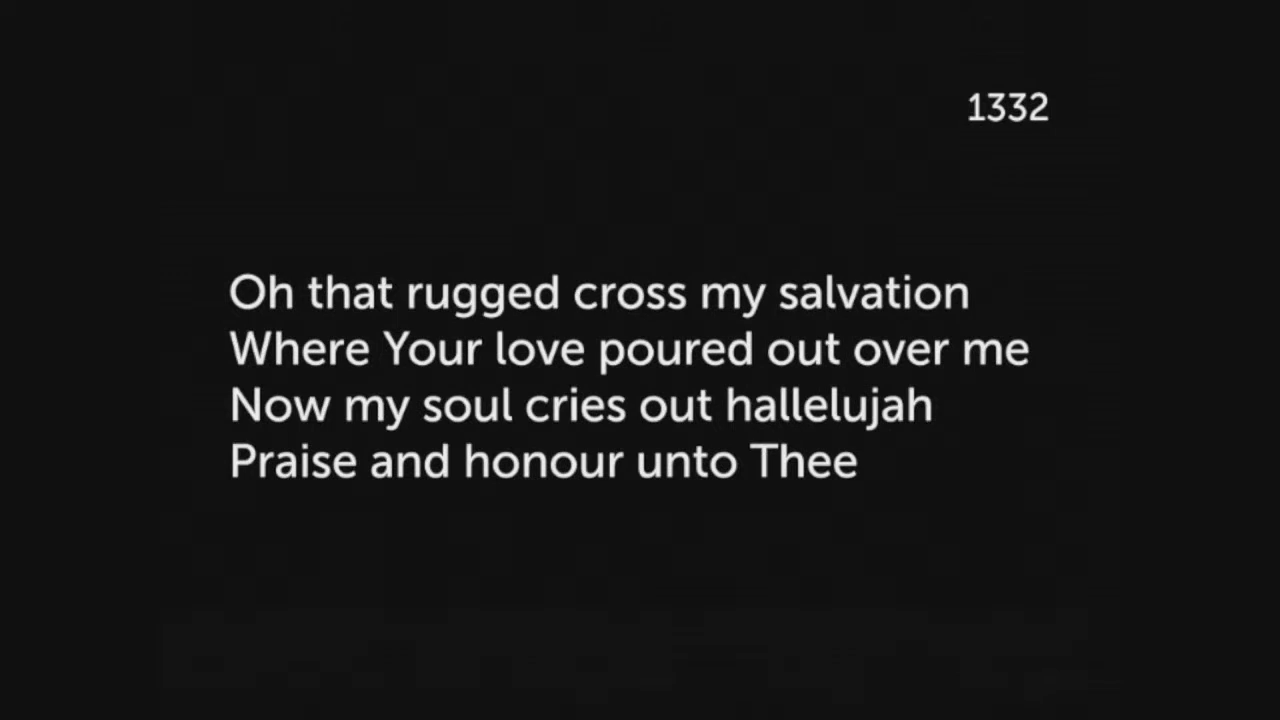 1332
Oh that rugged cross my salvation
Where Your love poured out over me
Now my soul cries out hallelujah
Praise and honour unto Thee